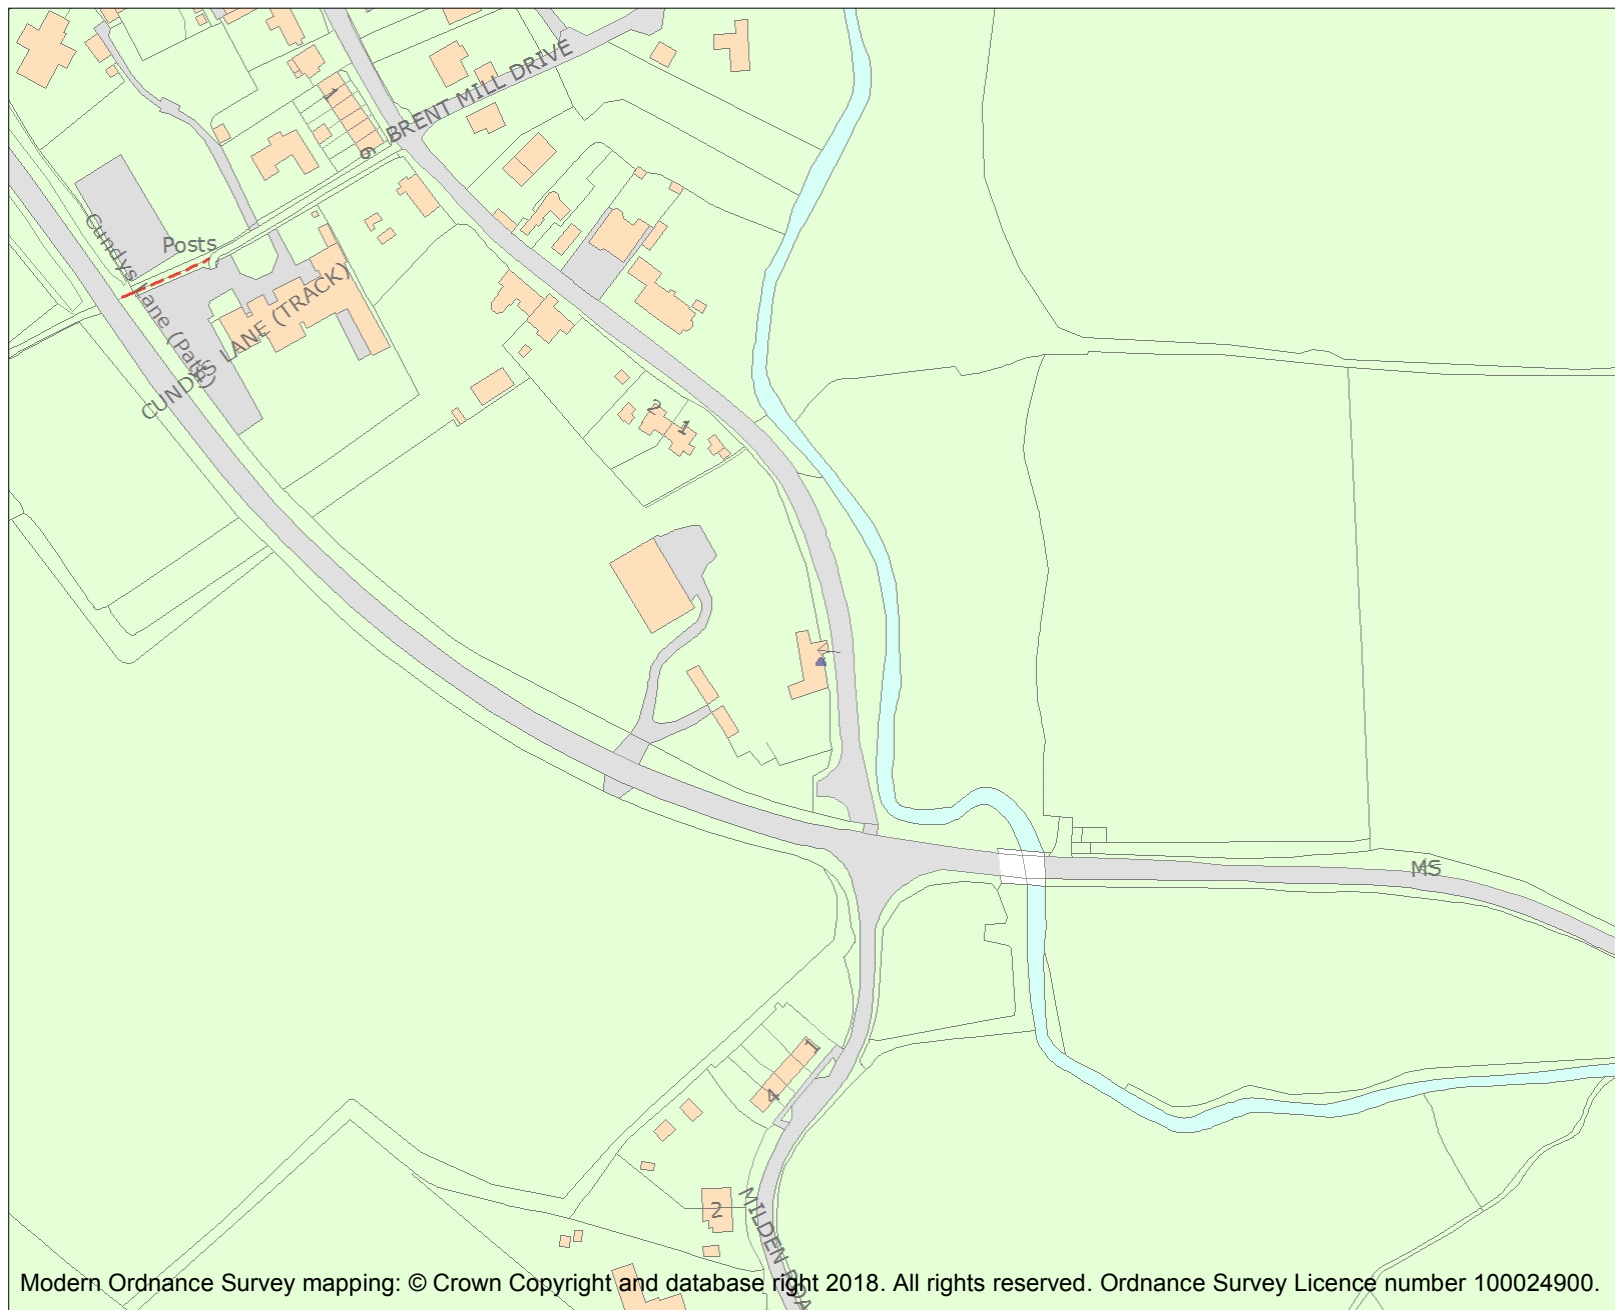 BRENT MILL DRIVE
1
6
Posts
Cundys Lane (Path)
CUNDYS LANE (TRACK)
2
1
MS
1
4
2
MILDEN ROA
Modern Ordnance Survey mapping: © Crown Copyright and database right 2018. All rights reserved. Ordnance Survey Licence number 100024900.